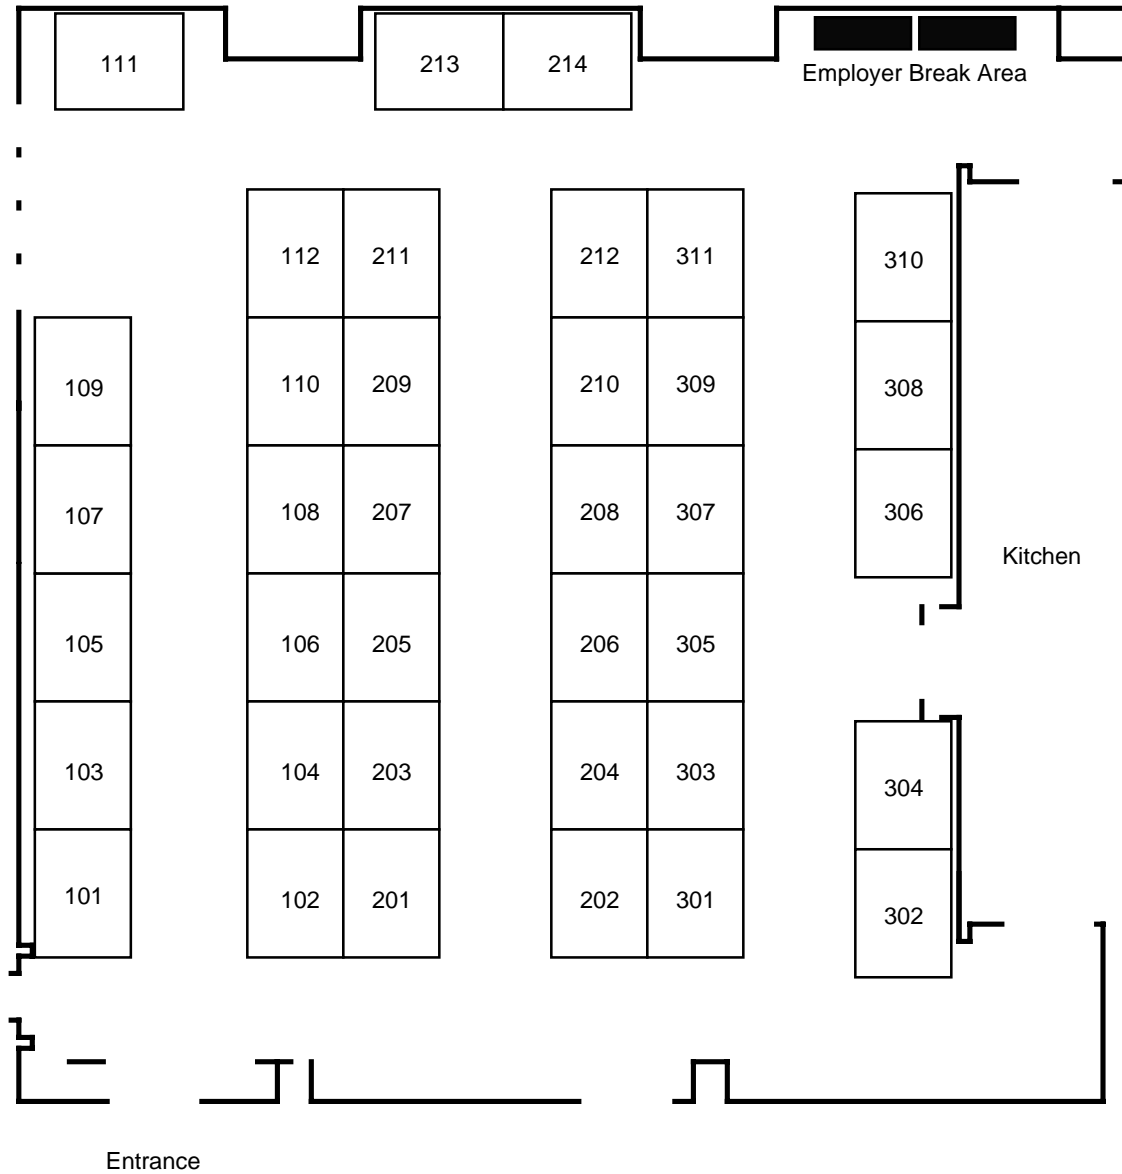 111 213 214
Employer Break Area
112 211 212 311 310
109 110 209 210 309 308
107 108 207 208 307 306
Kitchen
105 106 205 206 305
103 104 203 204 303 304
101 102 201 202 301 302
Entrance